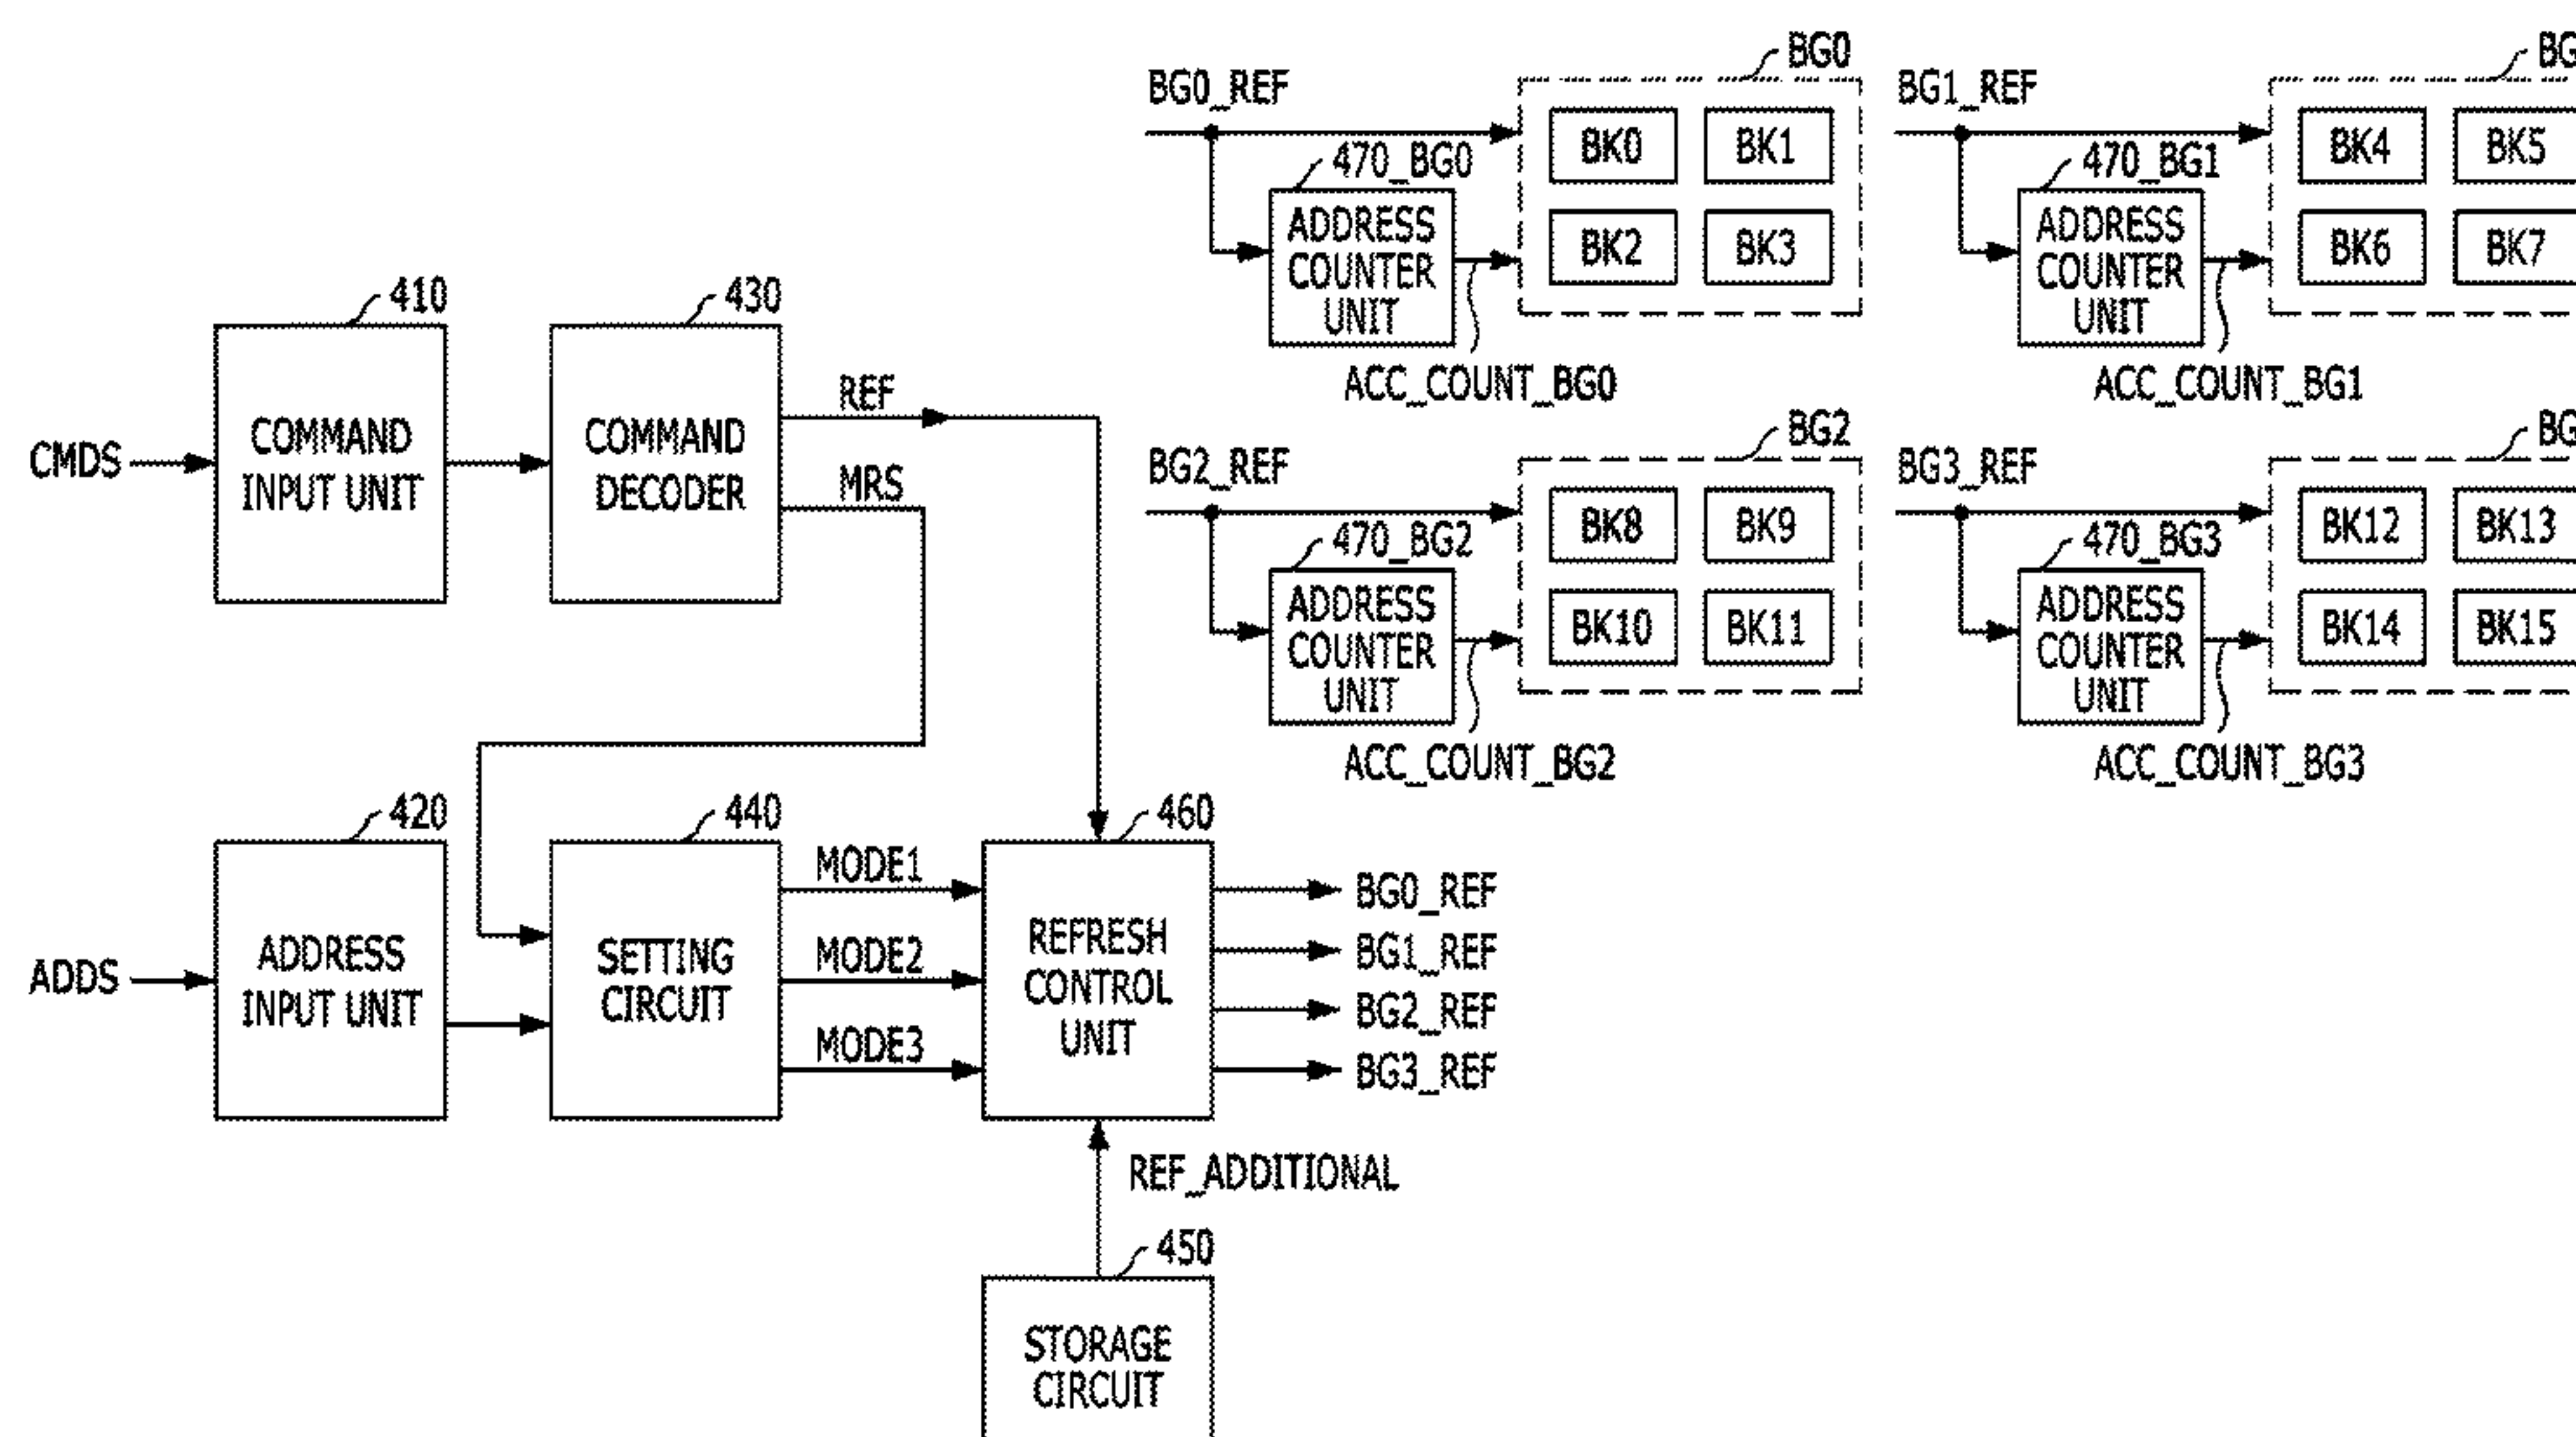 BG0
BG
BG0_REF
BG1_REF
BK0
BK1
BK4
BK5
470_BG0
470_BG1
ADDRESS
COUNTER
UNIT
BK2
BK3
ADDRESS
COUNTER
UNIT
BK6
BK7
ACC_COUNT_BG0
ACC_COUNT_BG1
410
430
CMDS
COMMAND
INPUT UNIT
COMMAND
DECODER
REF
MRS
BG2
BG
BG2_REF
BG3_REF
BK8
BK9
BK12
BK13
470_BG2
470_BG3
ADDRESS
COUNTER
UNIT
BK10
BK11
ADDRESS
COUNTER
UNIT
BK14
BK15
ACC_COUNT_BG2
ACC_COUNT_BG3
420
440
460
ADDS
ADDRESS
INPUT UNIT
SETTING
CIRCUIT
MODE1
MODE2
MODE3
REFRESH
CONTROL
UNIT
BG0_REF
BG1_REF
BG2_REF
BG3_REF
REF_ADDITIONAL
450
STORAGE
CIRCUIT